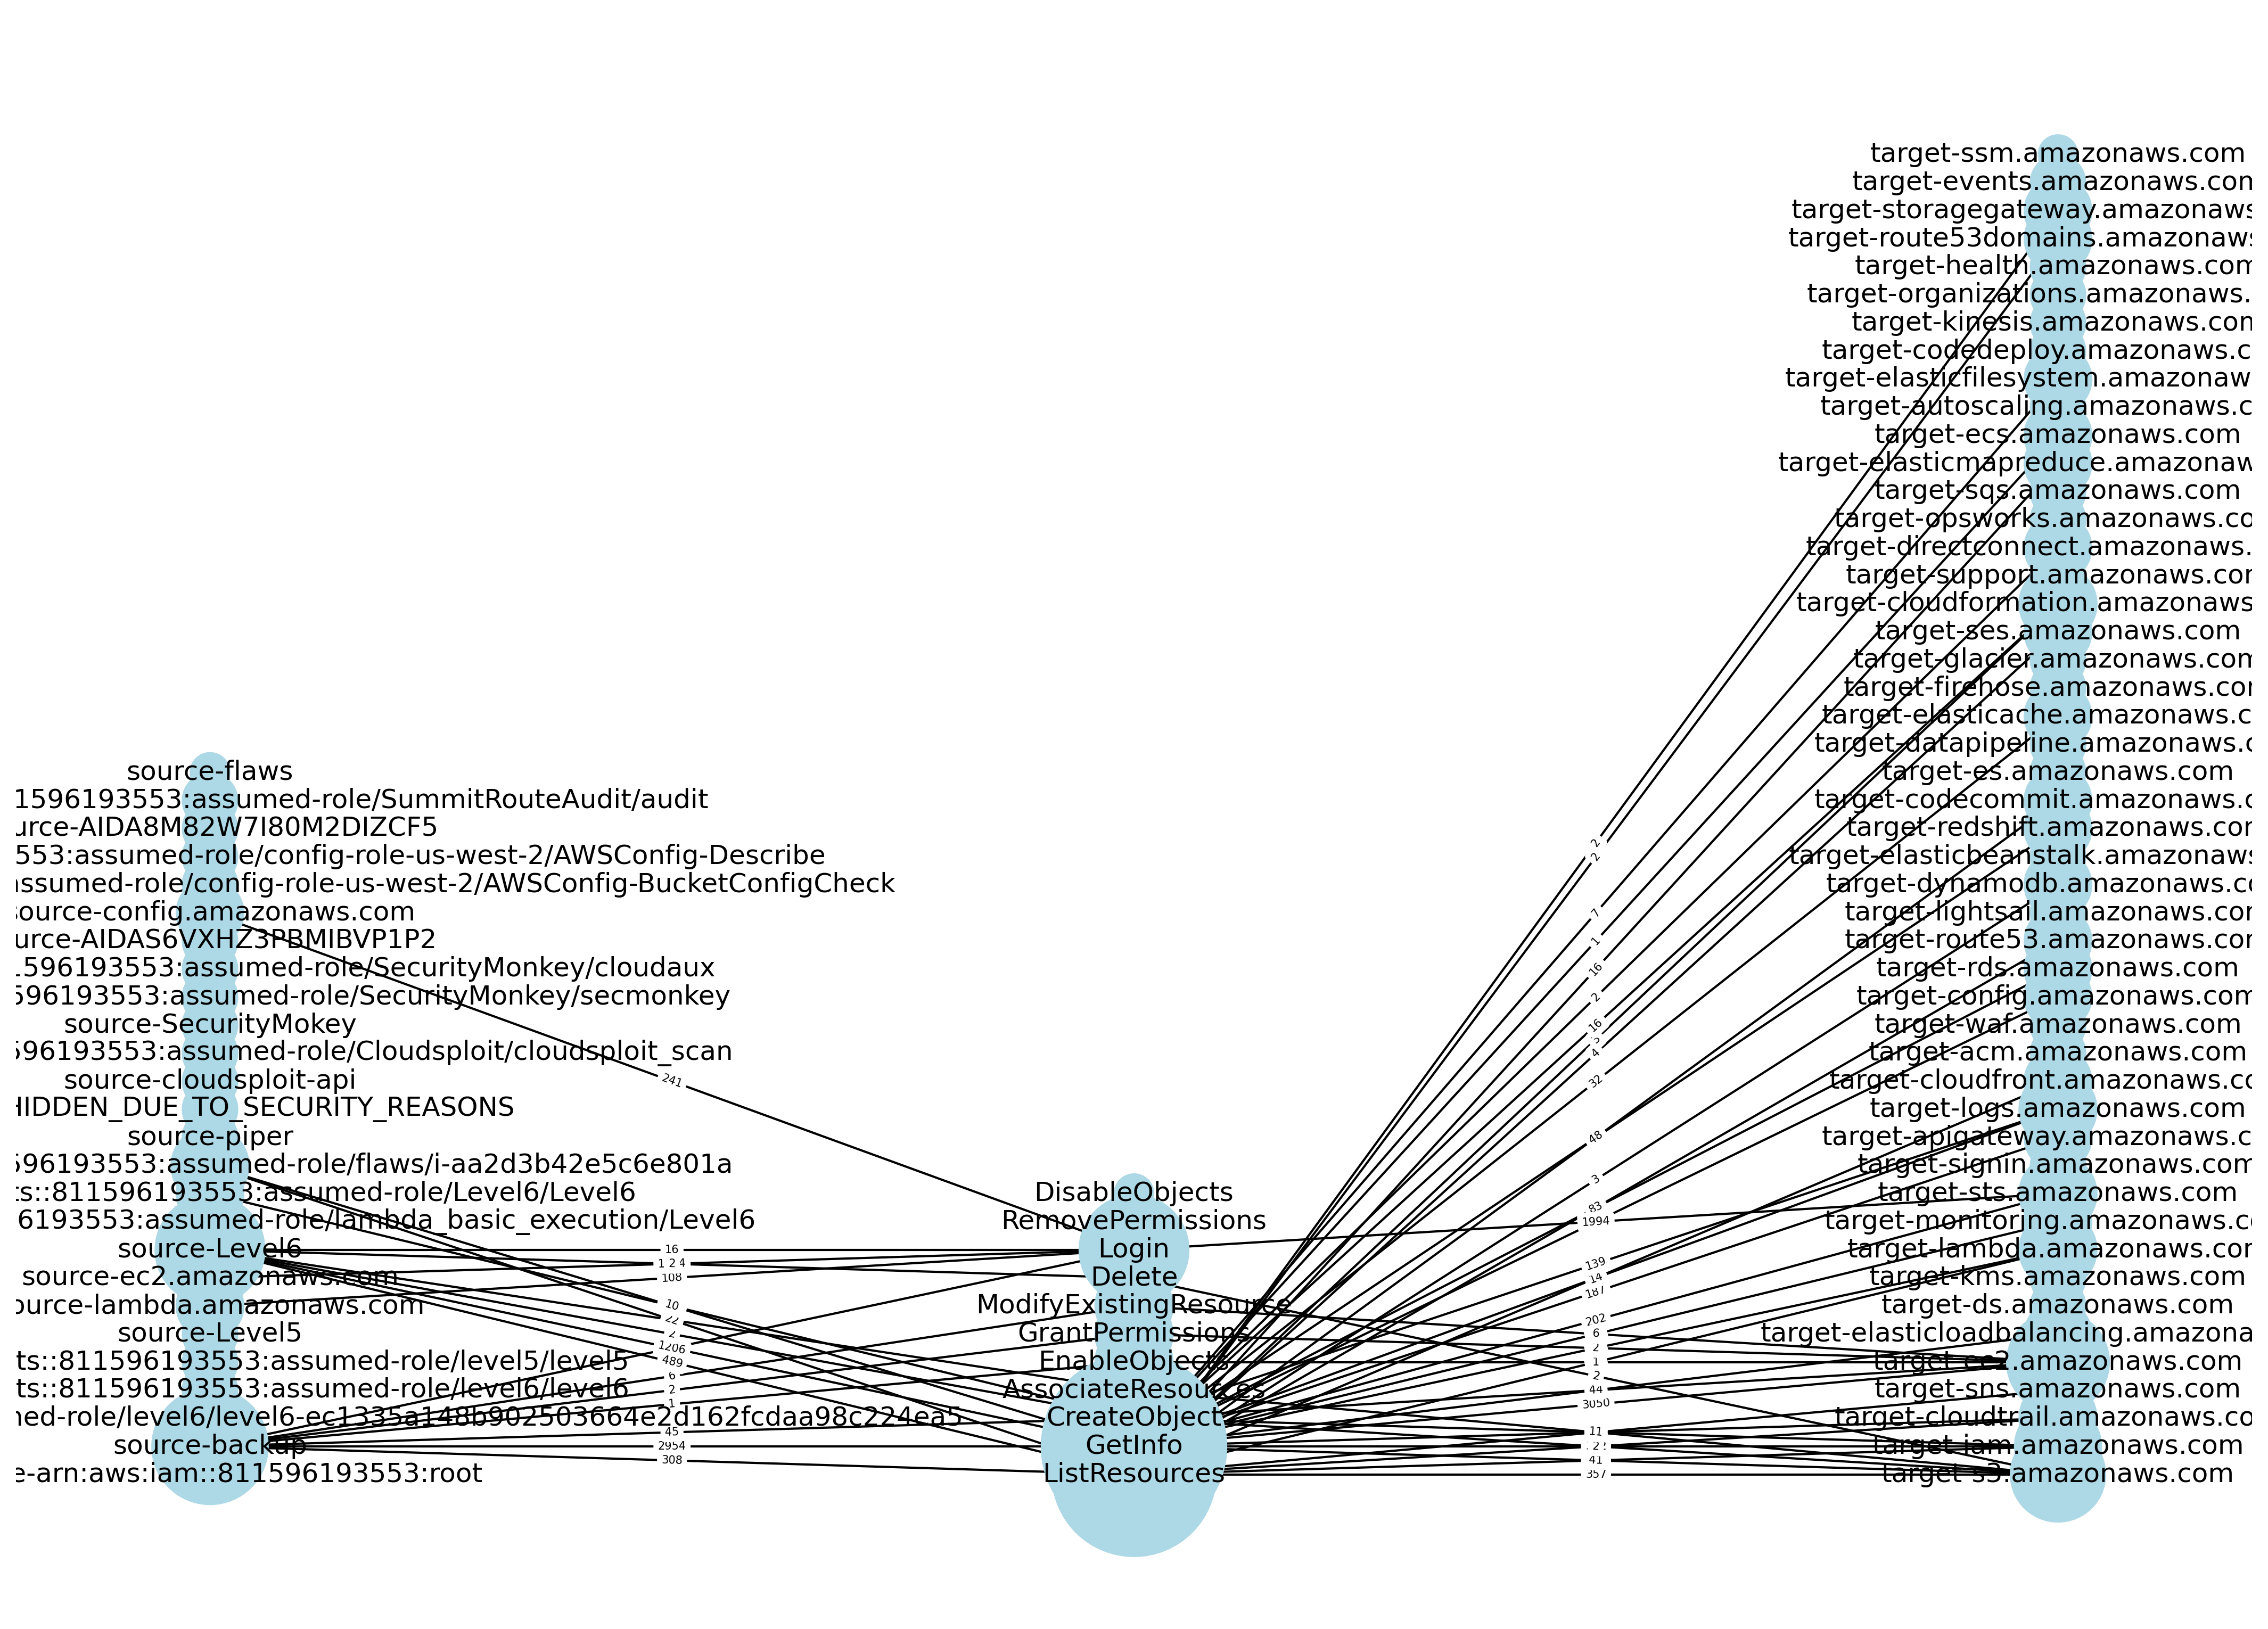 source-flaws
1596193553:assumed-role/SummitRouteAudit/audit
urce-AIDA8M82W7I80M2DIZCF5
553:assumed-role/config-role-us-west-2/AWSConfig-Describe
assumed-role/config-role-us-west-2/AWSConfig-BucketConfigCheck
source-config.amazonaws.com
urce-AIDAS6VXHZ3PBMIBVP1P2
1596193553:assumed-role/SecurityMonkey/cloudaux
596193553:assumed-role/SecurityMonkey/secmonkey
source-SecurityMokey
596193553:assumed-role/Cloudsploit/cloudsploit_scan
source-cloudsploit-api
HIDDEN_DUE_TO_SECURITY_REASONS
source-piper
596193553:assumed-role/flaws/i-aa2d3b42e5c6e801a
ts::811596193553:assumed-role/Level6/Level6
6193553:assumed-role/lambda_basic_execution/Level6
source-Level6
source-ec2.amazonaws.com
ource-lambda.amazonaws.com
source-Level5
ts::811596193553:assumed-role/level5/level5
ts::811596193553:assumed-role/level6/level6
ned-role/level6/level6-ec1335a148b902503664e2d162fcdaa98c224ea5
source-backup
e-arn:aws:iam::811596193553:root
241
16
1 2 4
108
10
22
2
1206
489
6
2
1
45
2954
308
DisableObjects
RemovePermissions
Login
Delete
ModifyExistingResource
GrantPermissions
EnableObjects
AssociateResources
CreateObject
GetInfo
ListResources
2
2
7
1
16
2
16
4
32
48
3
83
1994
139
14
187
202
6
2
1
2
44
3050
11
2
41
357
target-ssm.amazonaws.com
target-events.amazonaws.com
target-storagegateway.amazonaws
target-route53domains.amazonaws
target-health.amazonaws.com
target-organizations.amazonaws.
target-kinesis.amazonaws.com
target-codedeploy.amazonaws.c
target-elasticfilesystem.amazonaw
target-autoscaling.amazonaws.c
target-ecs.amazonaws.com
target-elasticmapreduce.amazonaw
target-sqs.amazonaws.com
target-opsworks.amazonaws.co
target-directconnect.amazonaws.
target-support.amazonaws.com
target-cloudformation.amazonaws
target-ses.amazonaws.com
target-glacier.amazonaws.com
target-firehose.amazonaws.com
target-elasticache.amazonaws.c
target-datapipeline.amazonaws.c
target-es.amazonaws.com
target-codecommit.amazonaws.c
target-redshift.amazonaws.com
target-elasticbeanstalk.amazonaws
target-dynamodb.amazonaws.co
target-lightsail.amazonaws.com
target-route53.amazonaws.com
target-rds.amazonaws.com
target-config.amazonaws.com
target-waf.amazonaws.com
target-acm.amazonaws.com
target-cloudfront.amazonaws.co
target-logs.amazonaws.com
target-apigateway.amazonaws.c
target-signin.amazonaws.com
target-sts.amazonaws.com
target-monitoring.amazonaws.co
target-lambda.amazonaws.com
target-kms.amazonaws.com
target-ds.amazonaws.com
target-elasticloadbalancing.amazona
target-ec2.amazonaws.com
target-sns.amazonaws.com
target-cloudtrail.amazonaws.co
target-iam.amazonaws.com
target-s3.amazonaws.com